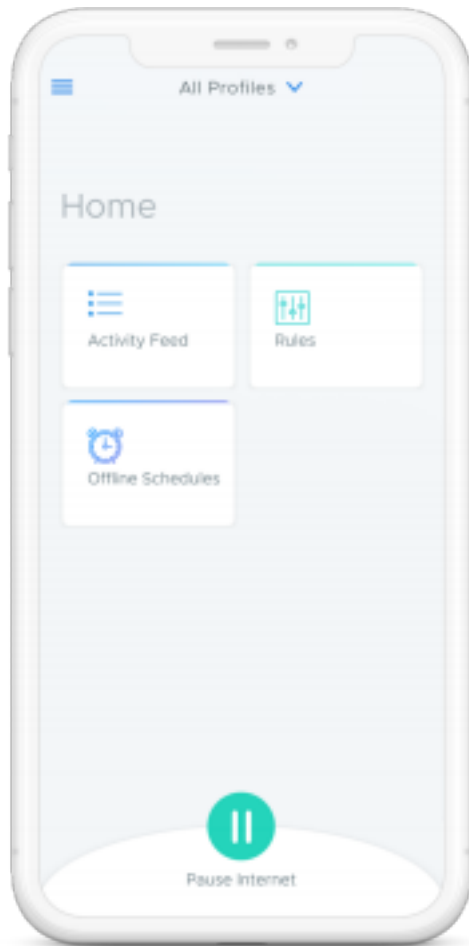 All Profiles
Home
Activity Feed
Rules
Offline Schedules
Pause Internet